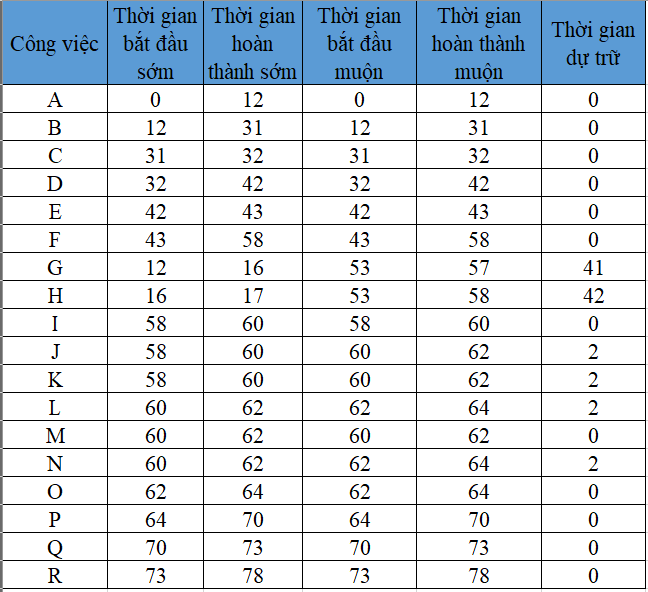 Công việc | Thời gian bắt đầu sớm | Thời gian hoàn thành sớm | Thời gian bắt đầu muộn | Thời gian hoàn thành muộn | Thời gian dự trữ
A | 0 | 12 | 0 | 12 | 0
B | 12 | 31 | 12 | 31 | 0
C | 31 | 32 | 31 | 32 | 0
D | 32 | 42 | 32 | 42 | 0
E | 42 | 43 | 42 | 43 | 0
F | 43 | 58 | 43 | 58 | 0
G | 12 | 16 | 53 | 57 | 41
H | 16 | 17 | 53 | 58 | 42
I | 58 | 60 | 58 | 60 | 0
J | 58 | 60 | 60 | 62 | 2
K | 58 | 60 | 60 | 62 | 2
L | 60 | 62 | 62 | 64 | 2
M | 60 | 62 | 60 | 62 | 0
N | 60 | 62 | 62 | 64 | 2
O | 62 | 64 | 62 | 64 | 0
P | 64 | 70 | 64 | 70 | 0
Q | 70 | 73 | 70 | 73 | 0
R | 73 | 78 | 73 | 78 | 0